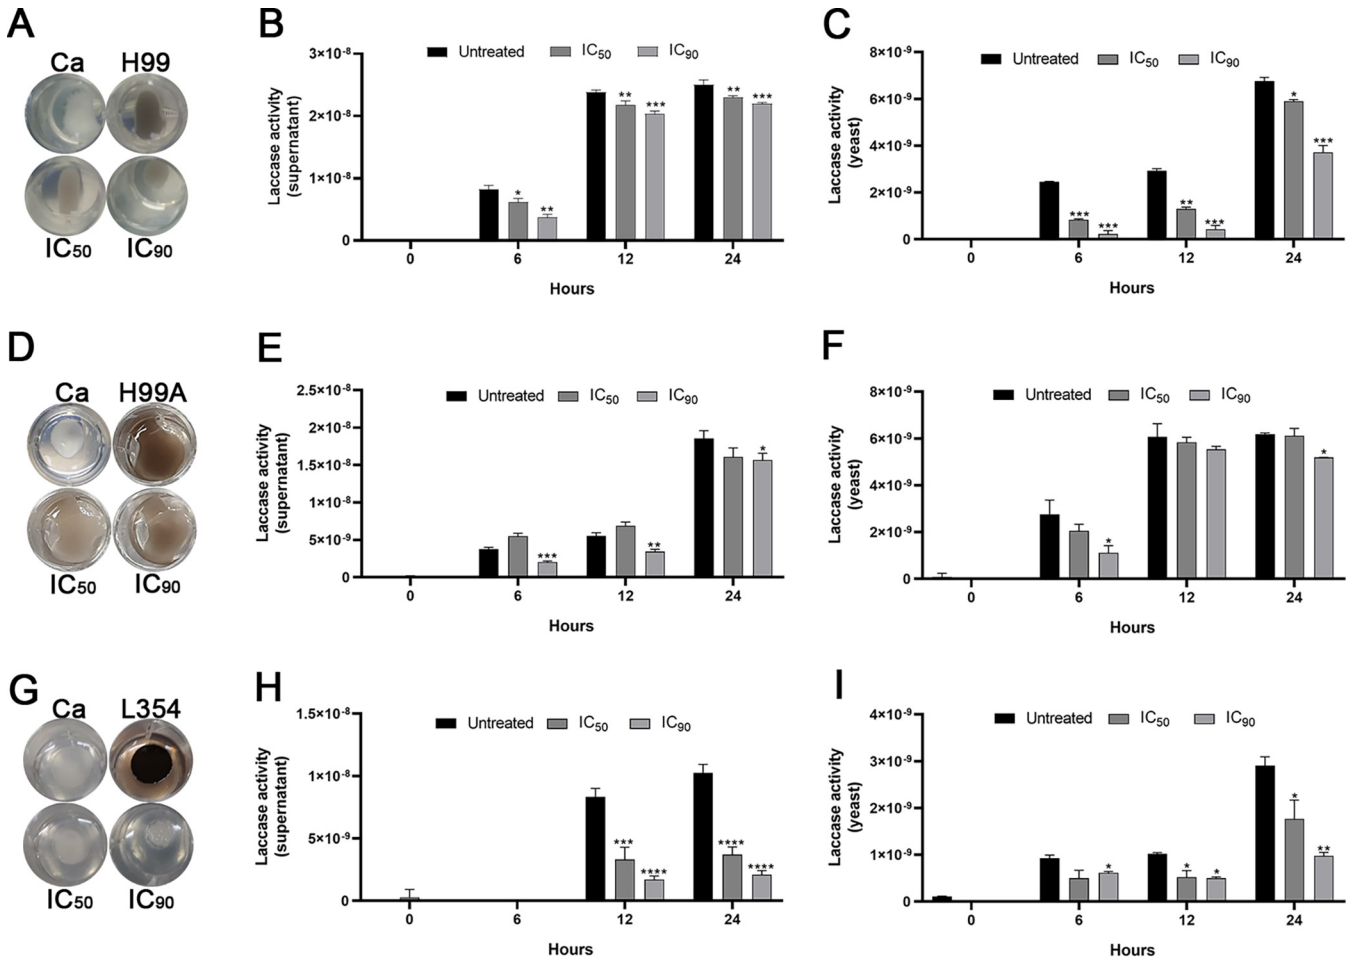 A
Ca H99
IC50 IC90
B
Untreated IC50 IC90
Laccase activity
(supernatant)
3×10-8
2×10-8
1×10-8
0
* **
** ***
** ***
0 6 12 24
Hours
C
Untreated IC50 IC90
Laccase activity
(yeast)
8×10-9
6×10-9
4×10-9
2×10-9
0
*** ***
** ***
* ***
0 6 12 24
Hours
D
Ca H99A
IC50 IC90
E
Untreated IC50 IC90
Laccase activity
(supernatant)
2.5×10-8
2×10-8
1.5×10-8
1×10-8
5×10-9
0
***
**
*
0 6 12 24
Hours
F
Untreated IC50 IC90
Laccase activity
(yeast)
8×10-9
6×10-9
4×10-9
2×10-9
0
*
*
0 6 12 24
Hours
G
Ca L354
IC50 IC90
H
Untreated IC50 IC90
Laccase activity
(supernatant)
1.5×10-8
1×10-8
5×10-9
0
*** ****
**** ****
0 6 12 24
Hours
I
Untreated IC50 IC90
Laccase activity
(yeast)
4×10-9
3×10-9
2×10-9
1×10-9
0
*
* *
* **
0 6 12 24
Hours